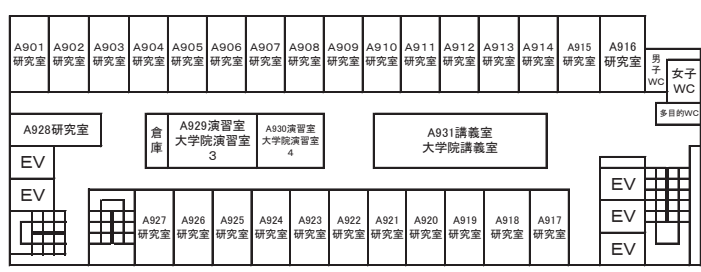 A901
研究室
A902
研究室
A903
研究室
A904
研究室
A905
研究室
A906
研究室
A907
研究室
A908
研究室
A909
研究室
A910
研究室
A911
研究室
A912
研究室
A913
研究室
A914
研究室
A915
研究室
A916
研究室
男
子
WC
女子
WC
多目的WC
A928研究室
倉
庫
A929演習室
大学院演習室
3
A930演習室
大学院演習室
4
A931講義室
大学院講義室
EV
EV
EV
EV
EV
A927
研究室
A926
研究室
A925
研究室
A924
研究室
A923
研究室
A922
研究室
A921
研究室
A920
研究室
A919
研究室
A918
研究室
A917
研究室